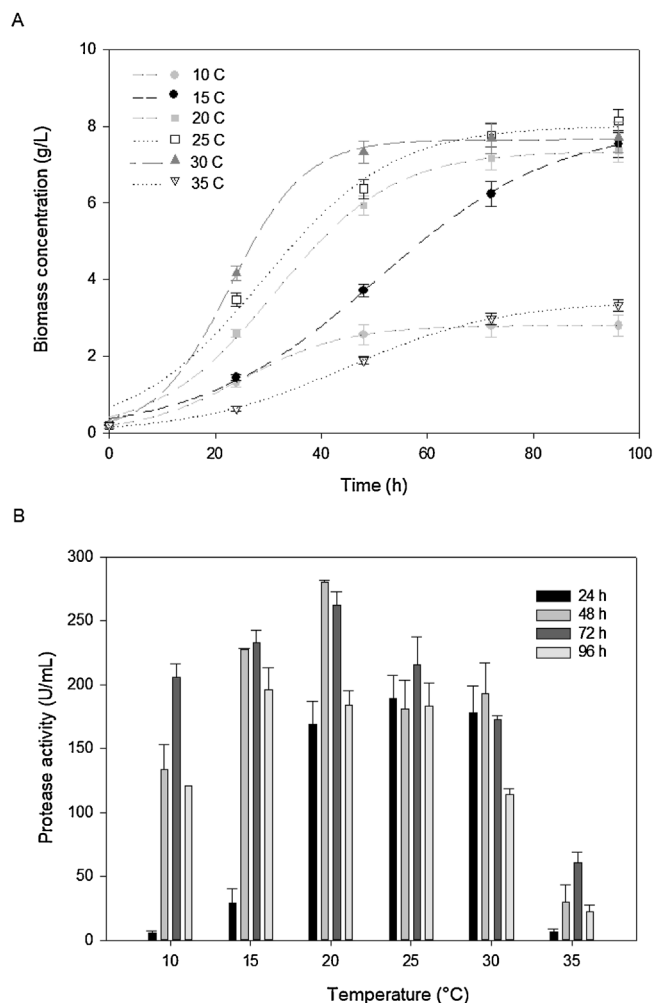 A
Biomass concentration (g/L)
10
8
6
4
2
0
10 C
15 C
20 C
25 C
30 C
35 C
0 20 40 60 80 100
Time (h)
B
Protease activity (U/mL)
300
250
200
150
100
50
0
24 h
48 h
72 h
96 h
10 15 20 25 30 35
Temperature (°C)